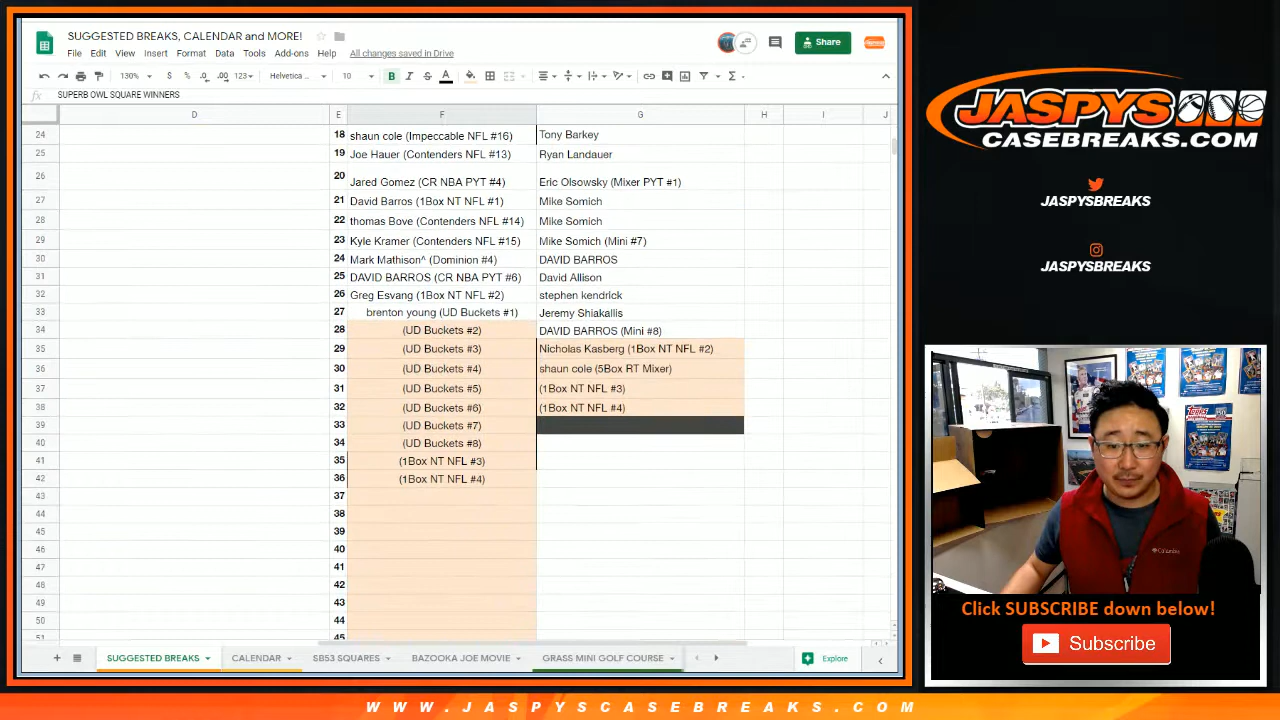 SUGGESTED BREAKS, CALENDAR and MORE!
File Edit View Insert Format Data Tools Add-ons Help All changes saved in Drive
Share
130% $ % .0 .00 123 Helvetica ... 10 B I S A
fx SUPERB OWL SQUARE WINNERS
D E F G H I J
24 18 shaun cole (Impeccable NFL #16) Tony Barkey
25 19 Joe Hauer (Contenders NFL #13) Ryan Landauer
26 20 Jared Gomez (CR NBA PYT #4) Eric Olsowsky (Mixer PYT #1)
27 21 David Barros (1Box NT NFL #1) Mike Somich
28 22 thomas Bove (Contenders NFL #14) Mike Somich
29 23 Kyle Kramer (Contenders NFL #15) Mike Somich (Mini #7)
30 24 Mark Mathison^ (Dominion #4) DAVID BARROS
31 25 DAVID BARROS (CR NBA PYT #6) David Allison
32 26 Greg Esvang (1Box NT NFL #2) stephen kendrick
33 27 brenton young (UD Buckets #1) Jeremy Shiakallis
34 28 (UD Buckets #2) DAVID BARROS (Mini #8)
35 29 (UD Buckets #3) Nicholas Kasberg (1Box NT NFL #2)
36 30 (UD Buckets #4) shaun cole (5Box RT Mixer)
37 31 (UD Buckets #5) (1Box NT NFL #3)
38 32 (UD Buckets #6) (1Box NT NFL #4)
39 33 (UD Buckets #7)
40 34 (UD Buckets #8)
41 35 (1Box NT NFL #3)
42 36 (1Box NT NFL #4)
43 37
44 38
45 39
46 40
47 41
48 42
49 43
50 44
51 45
SUGGESTED BREAKS CALENDAR SB53 SQUARES BAZOOKA JOE MOVIE GRASS MINI GOLF COURSE Explore
JASPYS
CASEBREAKS.COM
JASPYSBREAKS
JASPYSBREAKS
Columbia
Click SUBSCRIBE down below!
Subscribe
WWW.JASPYSCASEBREAKS.COM